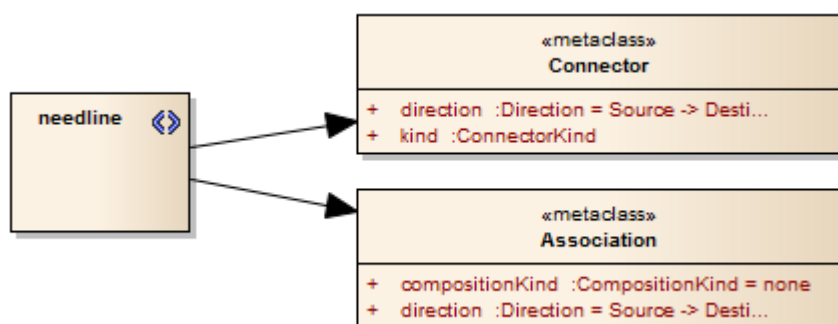 needline
«metaclass»
Connector
+ direction :Direction = Source -> Desti...
+ kind :ConnectorKind
«metaclass»
Association
+ compositionKind :CompositionKind = none
+ direction :Direction = Source -> Desti...